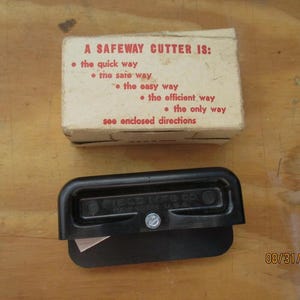 A SAFEWAY CUTTER IS:
• the quick way
• the safe way
• the easy way
• the efficient way
• the only way
see enclosed directions